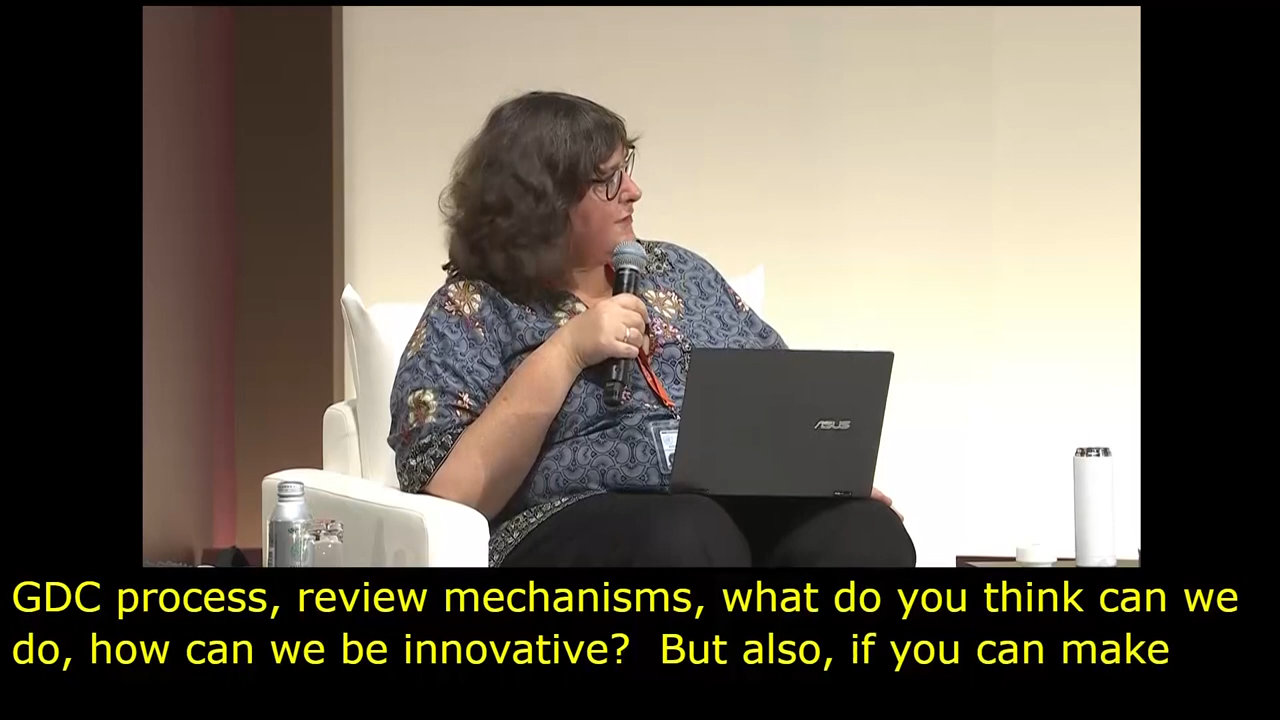 ASUS
GDC process, review mechanisms, what do you think can we
do, how can we be innovative?  But also, if you can make